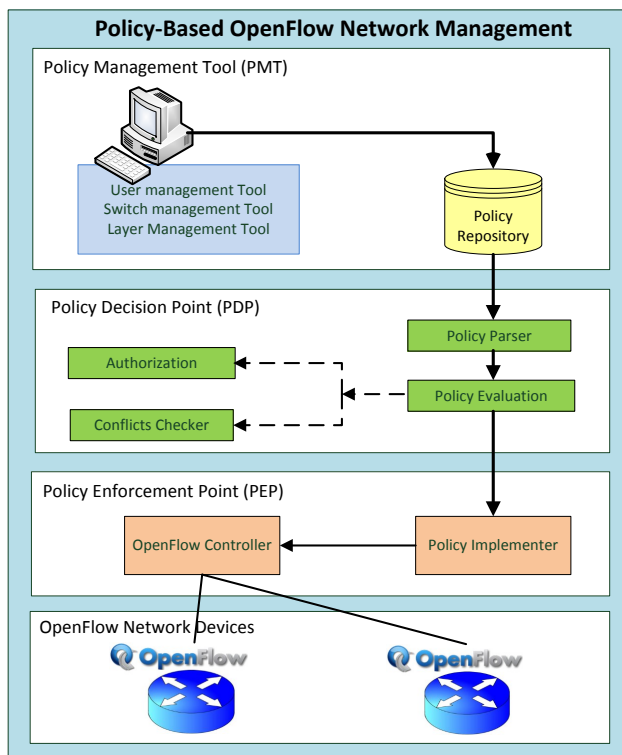 Policy-Based OpenFlow Network Management
Policy Management Tool (PMT)
User management Tool
Switch management Tool
Layer Management Tool
Policy
Repository
Policy Decision Point (PDP)
Policy Parser
Authorization
Policy Evaluation
Conflicts Checker
Policy Enforcement Point (PEP)
OpenFlow Controller
Policy Implementer
OpenFlow Network Devices
OpenFlow
OpenFlow